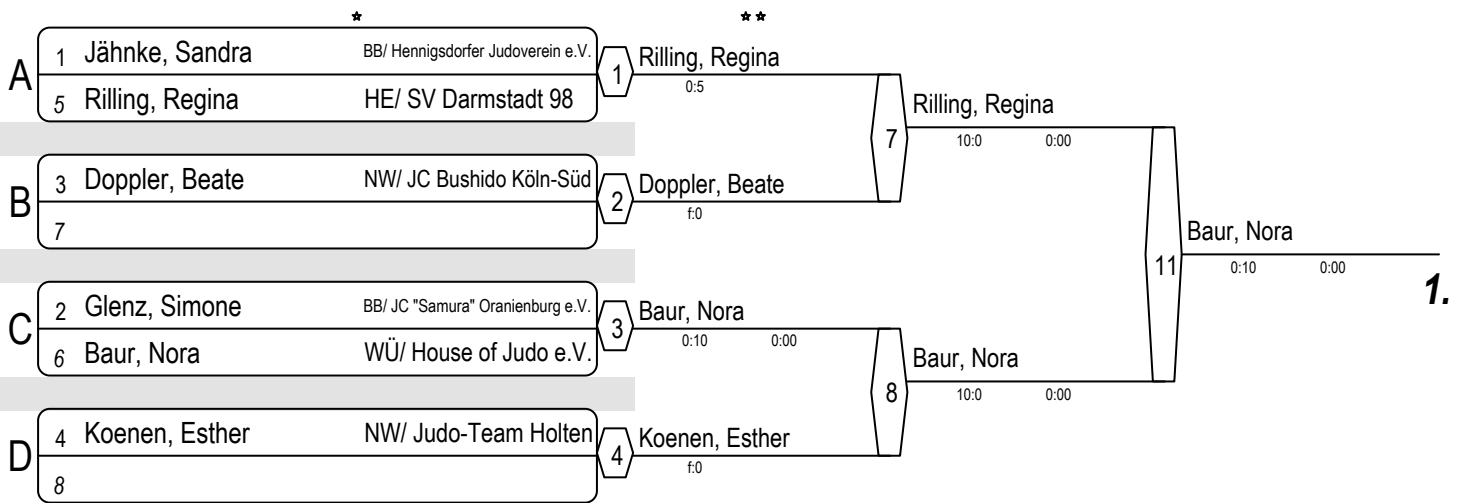 * **
A
1 Jähnke, Sandra BB/ Hennigsdorfer Judoverein e.V.
5 Rilling, Regina HE/ SV Darmstadt 98
1
Rilling, Regina
0:5
B
3 Doppler, Beate NW/ JC Bushido Köln-Süd
7
2
Doppler, Beate
f:0
7
Rilling, Regina
10:0 0:00
C
2 Glenz, Simone BB/ JC "Samura" Oranienburg e.V.
6 Baur, Nora WÜ/ House of Judo e.V.
3
Baur, Nora
0:10 0:00
D
4 Koenen, Esther NW/ Judo-Team Holten
8
4
Koenen, Esther
f:0
8
Baur, Nora
10:0 0:00
11
Baur, Nora
0:10 0:00
1.